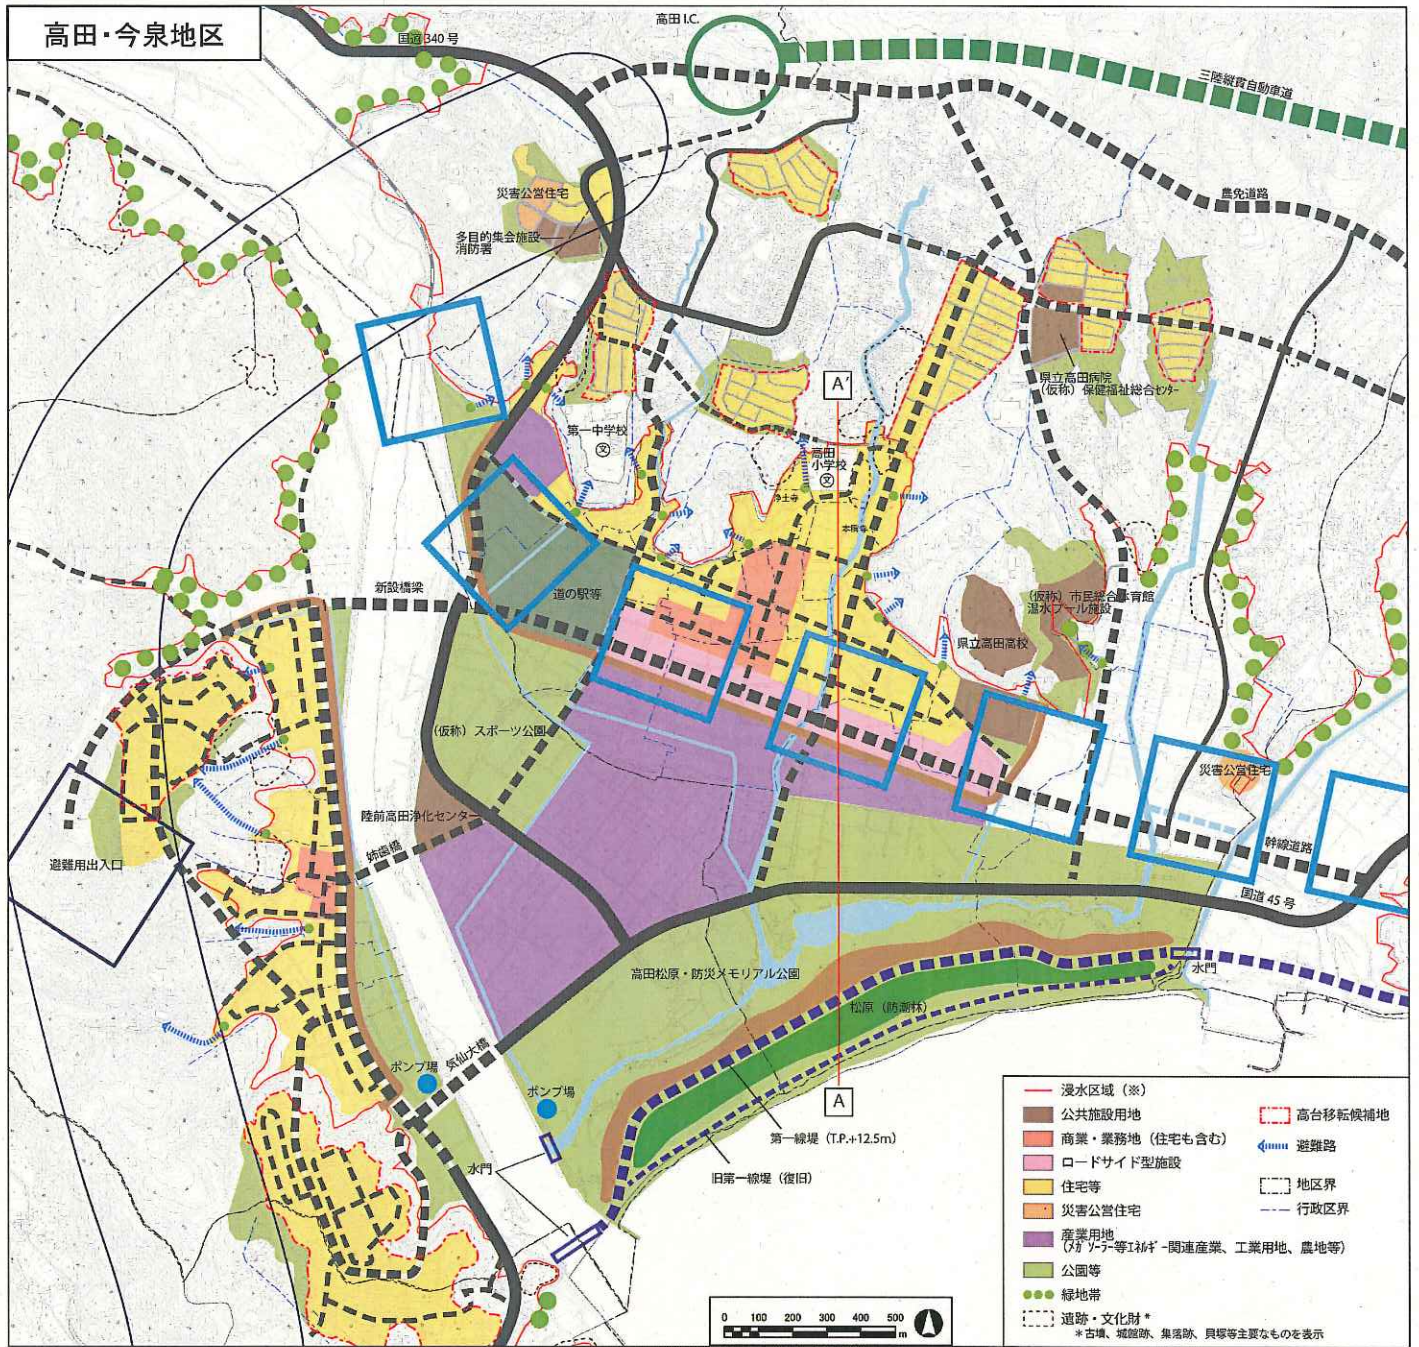 高田・今泉地区
高田 I.C.
国道 340 号
三陸縦貫自動車道
農免道路
災害公営住宅
多目的集会施設
消防署
県立高田病院
(仮称) 保健福祉総合センター
A'
第一中学校
文
高田
小学校
文
浄土寺
新設橋梁
道の駅等
(仮称) 市民総合体育館
温水プール施設
県立高田高校
(仮称) スポーツ公園
災害公営住宅
陸前高田浄化センター
姉歯橋
幹線道路
避難用出入口
国道 45 号
高田松原・防災メモリアル公園
水門
松原 (防潮林)
気仙大橋
ポンプ場
ポンプ場
A
第一線堤 (T.P.+12.5m)
旧第一線堤 (復旧)
水門
浸水区域 (※)
公共施設用地
商業・業務地 (住宅も含む)
ロードサイド型施設
住宅等
災害公営住宅
産業用地
(メガソーラー等エネルギー関連産業、工業用地、農地等)
公園等
緑地帯
遺跡・文化財 *
*古墳、城館跡、集落跡、貝塚等主要なものを表示
高台移転候補地
避難路
地区界
行政区界
0 100 200 300 400 500
m